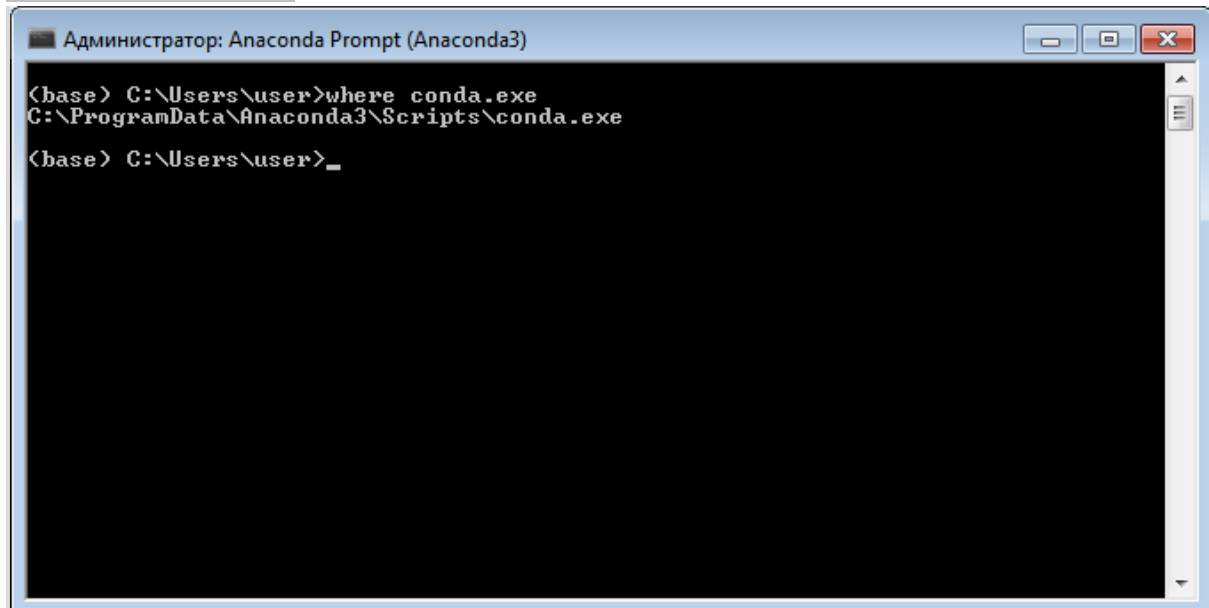 Администратор: Anaconda Prompt (Anaconda3)
(base) C:\Users\user>where conda.exe
C:\ProgramData\Anaconda3\Scripts\conda.exe
(base) C:\Users\user>_